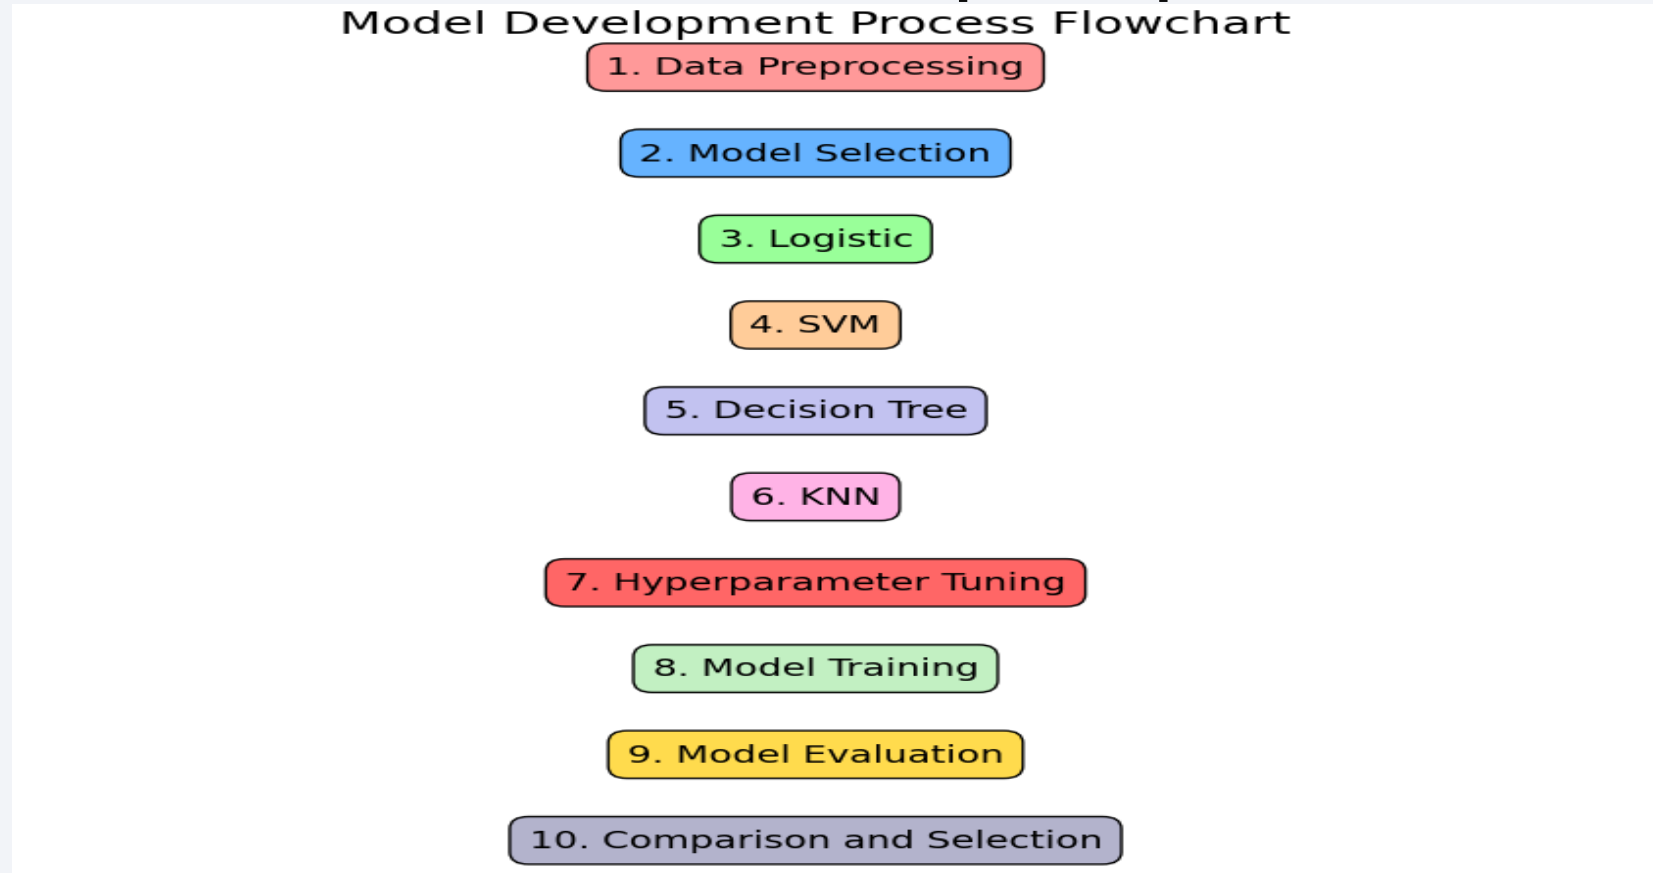 Model Development Process Flowchart
1. Data Preprocessing
2. Model Selection
3. Logistic
4. SVM
5. Decision Tree
6. KNN
7. Hyperparameter Tuning
8. Model Training
9. Model Evaluation
10. Comparison and Selection